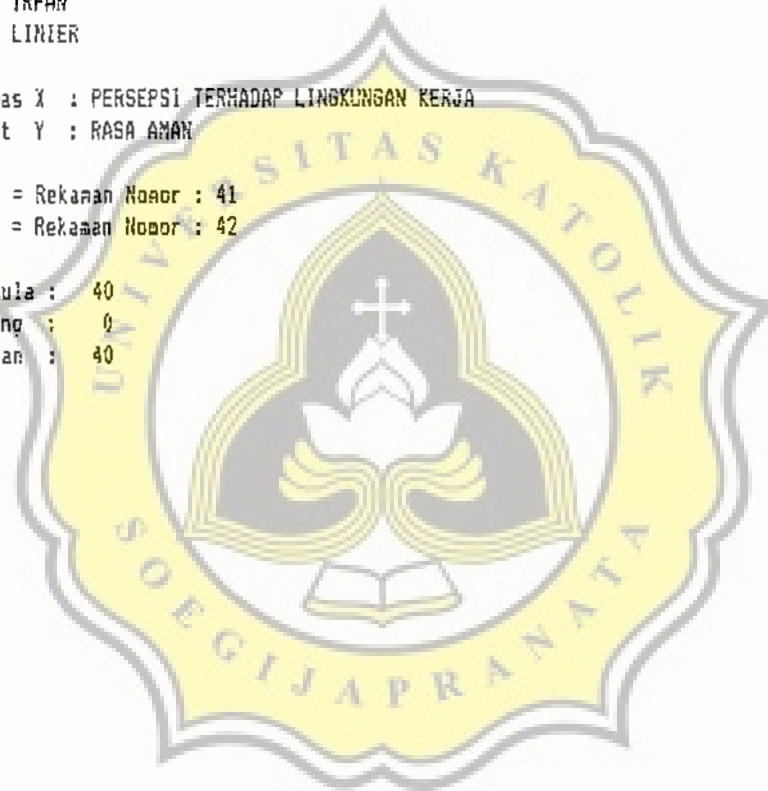 IRFAN
LINIER
as X : PERSEPSI TERHADAP LINGKUNGAN KERJA
t Y : RASA AMAN
= Rekaman Nomor : 41
= Rekaman Nomor : 42
ula : 40
ng : 0
an : 40
UNIVERSITAS KATOLIK
SOEGIJAPRANATA